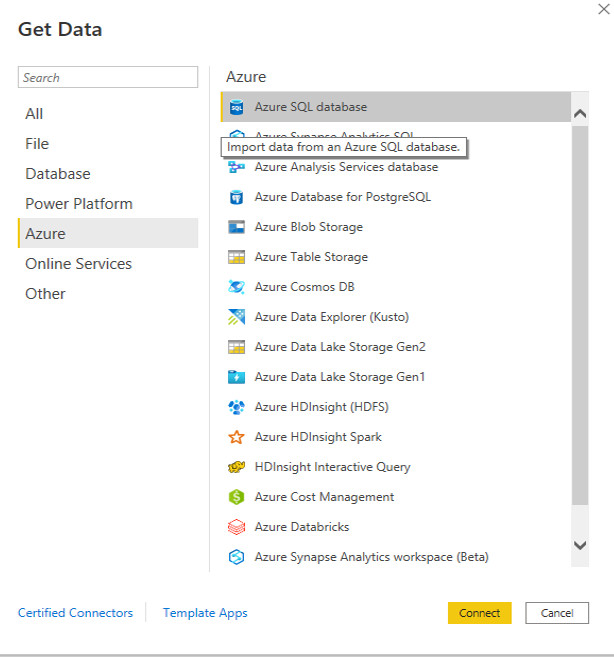 Get Data
Search
All
File
Database
Power Platform
Azure
Online Services
Other
Azure
Azure SQL database
Azure Synapse Analytics SQL
Import data from an Azure SQL database.
Azure Analysis Services database
Azure Database for PostgreSQL
Azure Blob Storage
Azure Table Storage
Azure Cosmos DB
Azure Data Explorer (Kusto)
Azure Data Lake Storage Gen2
Azure Data Lake Storage Gen1
Azure HDInsight (HDFS)
Azure HDInsight Spark
HDInsight Interactive Query
Azure Cost Management
Azure Databricks
Azure Synapse Analytics workspace (Beta)
Certified Connectors
Template Apps
Connect
Cancel